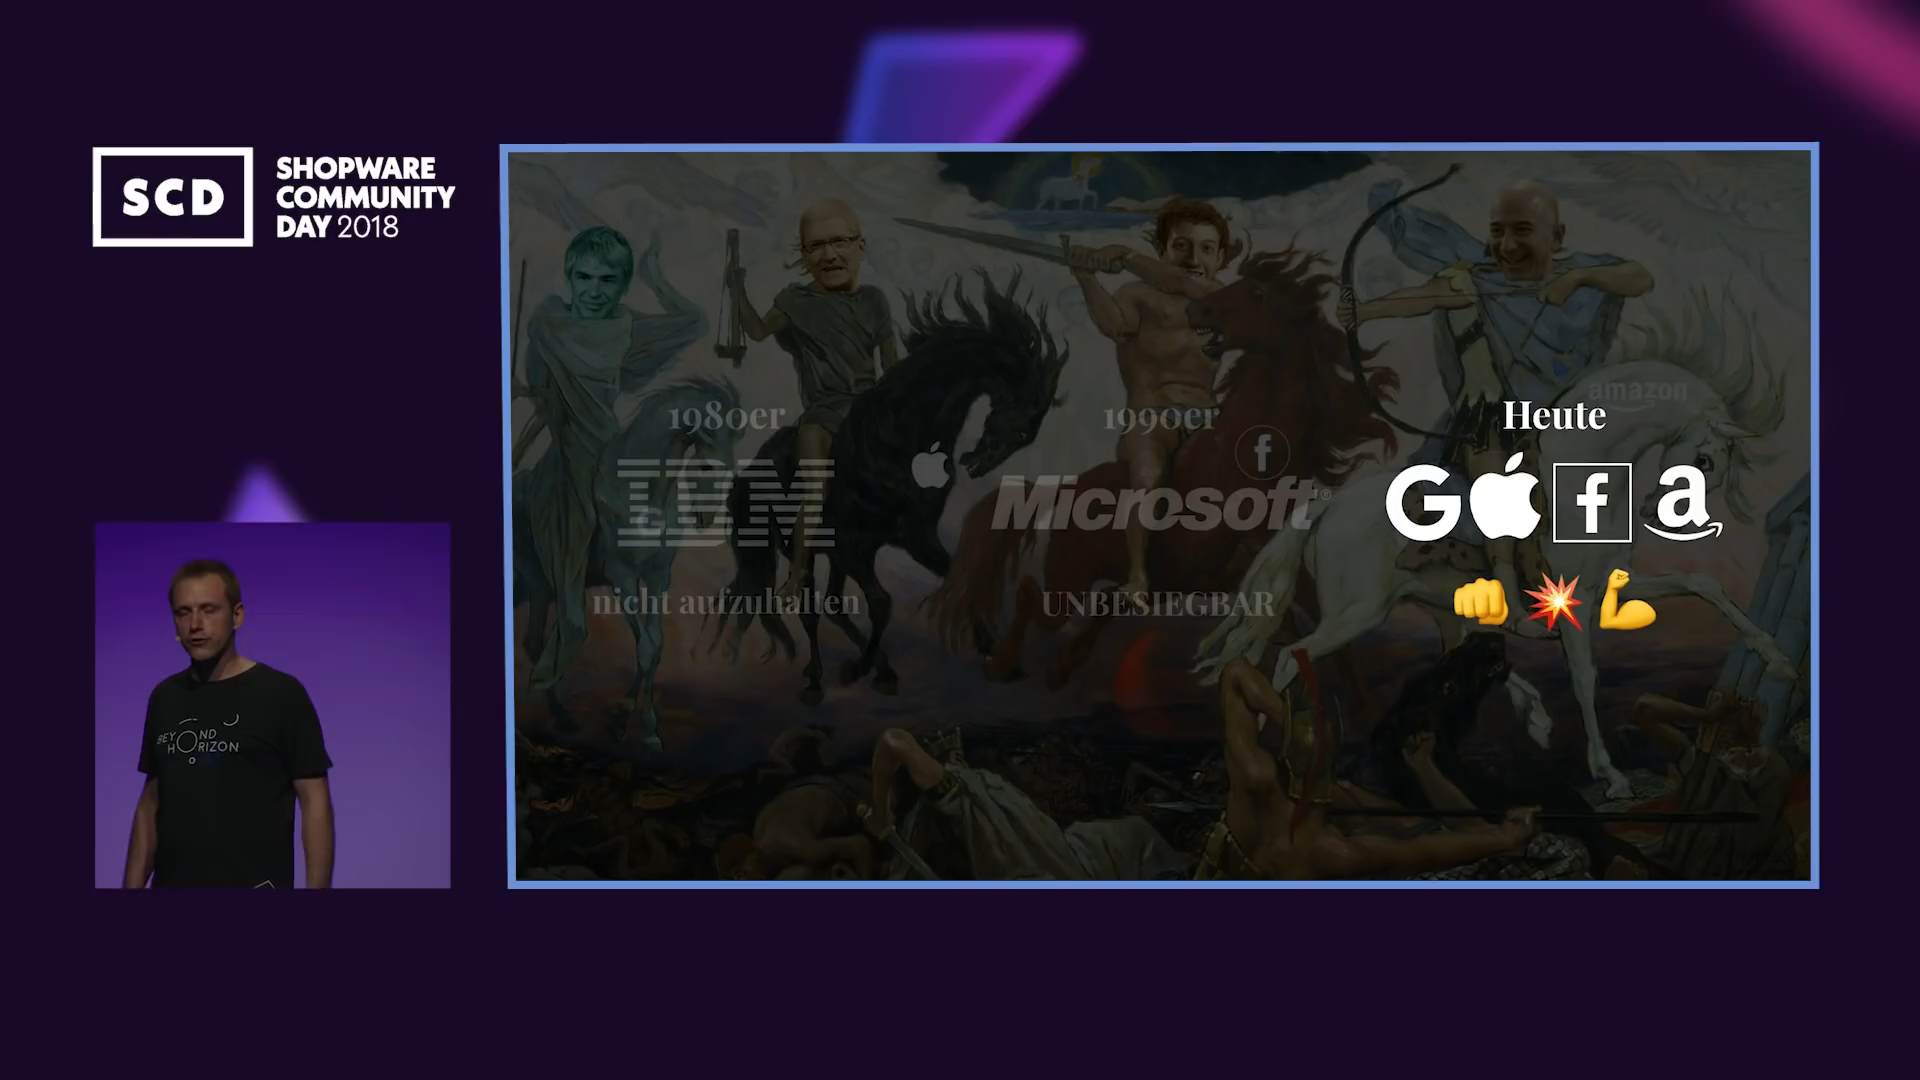 SCD
SHOPWARE
COMMUNITY
DAY 2018
1980er
IBM
nicht aufzuhalten
1990er
Microsoft®
UNBESIEGBAR
amazon
Heute
G f a
f
BEYOND
HORIZON